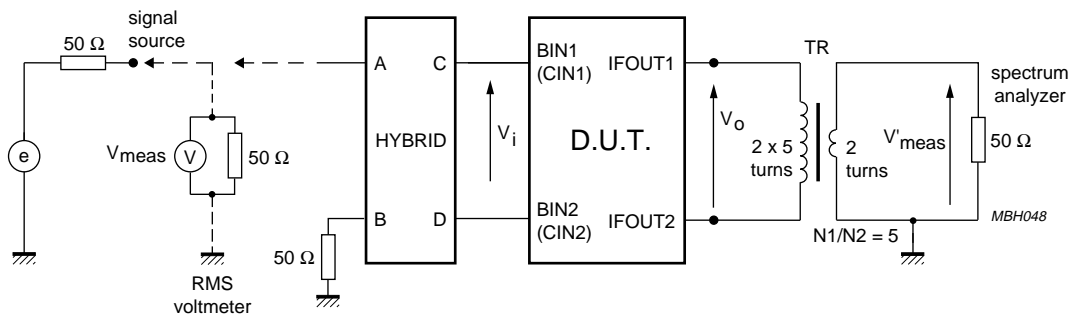 signal
source
50 Ω
e
Vmeas
V
50 Ω
RMS
voltmeter
A
C
HYBRID
B
D
50 Ω
Vi
BIN1
(CIN1)
IFOUT1
D.U.T.
BIN2
(CIN2)
IFOUT2
Vo
TR
2 x 5
turns
2
turns
N1/N2 = 5
V'meas
spectrum
analyzer
50 Ω
MBH048